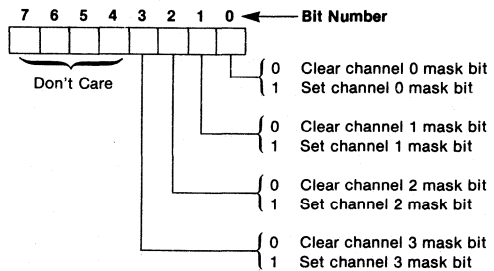 7 6 5 4 3 2 1 0 Bit Number
Don't Care
0 Clear channel 0 mask bit
1 Set channel 0 mask bit
0 Clear channel 1 mask bit
1 Set channel 1 mask bit
0 Clear channel 2 mask bit
1 Set channel 2 mask bit
0 Clear channel 3 mask bit
1 Set channel 3 mask bit